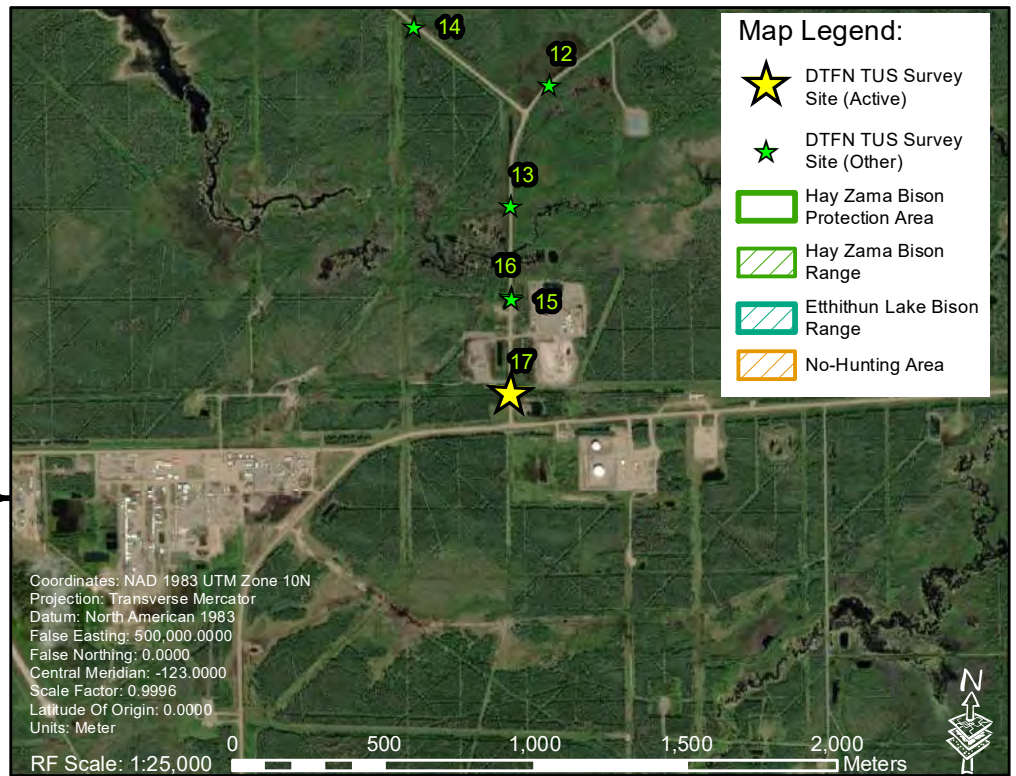 14
12
13
16
15
17
Map Legend:
DTFN TUS Survey
Site (Active)
DTFN TUS Survey
Site (Other)
Hay Zama Bison
Protection Area
Hay Zama Bison
Range
Etthithun Lake Bison
Range
No-Hunting Area
Coordinates: NAD 1983 UTM Zone 10N
Projection: Transverse Mercator
Datum: North American 1983
False Easting: 500,000.0000
False Northing: 0.0000
Central Meridian: -123.0000
Scale Factor: 0.9996
Latitude Of Origin: 0.0000
Units: Meter
RF Scale: 1:25,000
0 500 1,000 1,500 2,000
Meters
N